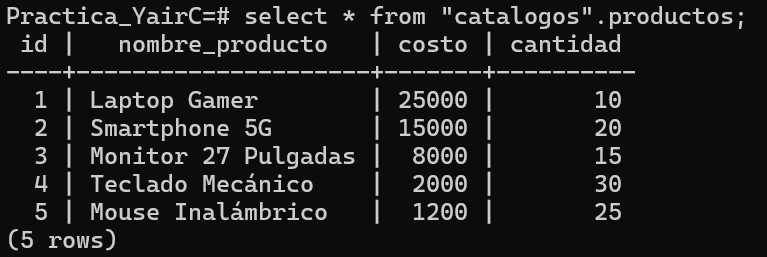 Practica_YairC=# select * from "catalogos".productos;
 id |   nombre_producto   | costo | cantidad
----+---------------------+-------+----------
  1 | Laptop Gamer        | 25000 |       10
  2 | Smartphone 5G       | 15000 |       20
  3 | Monitor 27 Pulgadas |  8000 |       15
  4 | Teclado Mecánico    |  2000 |       30
  5 | Mouse Inalámbrico   |  1200 |       25
(5 rows)